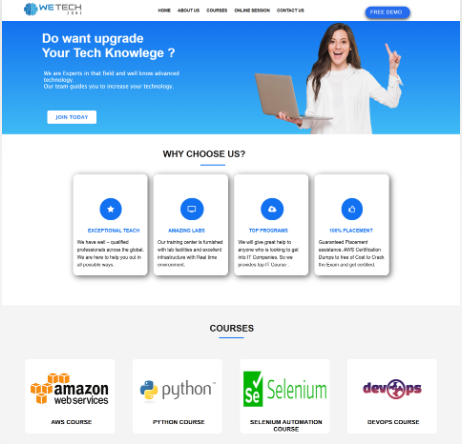 WETECH
ZONE
HOME ABOUT US COURSES ONLINE SESSION CONTACT US
FREE DEMO
Do want upgrade
Your Tech Knowlege ?
We are Experts in that field and well know advanced
technology.
Our team guides you to increase your technology.
JOIN TODAY
WHY CHOOSE US?
EXCEPTIONAL TEACH
We have well – qualified
professionals across the global.
We are here to help you out in
all possible ways.
AMAZING LABS
Our training center is furnished
with lab facilities and excellent
infrastructure with Real time
environment.
TOP PROGRAMS
We will give great help to
anyone who is looking to get
into IT Companies. So we
provides top IT Course .
100% PLACEMENT
Guaranteed Placement
assistance. AWS Certification
Dumps to free of Cost to Crack
the Exam and get certified.
COURSES
amazon
webservices
AWS COURSE
python
PYTHON COURSE
Se Selenium
SELENIUM AUTOMATION
COURSE
devops
DEVOPS COURSE